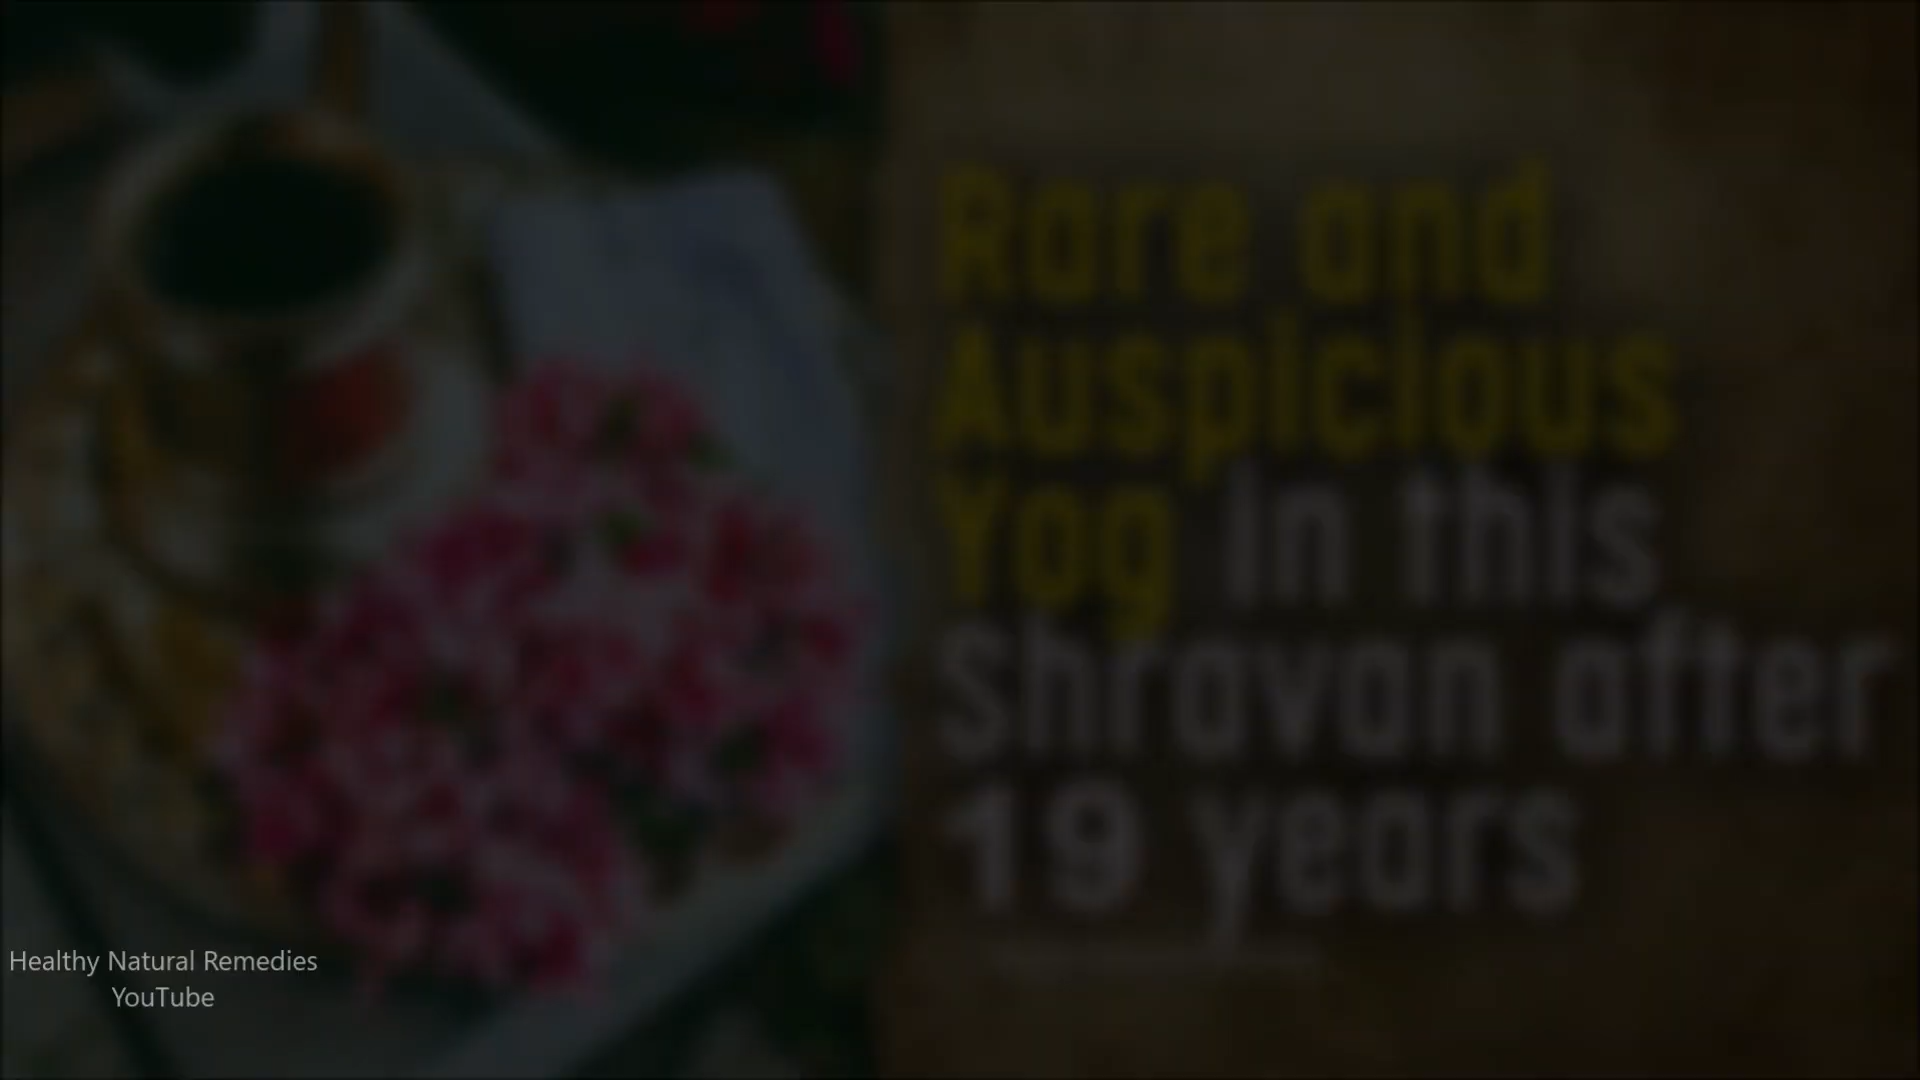 Rare and
Auspicious
Yog in this
Shravan after
19 years
Healthy Natural Remedies
YouTube